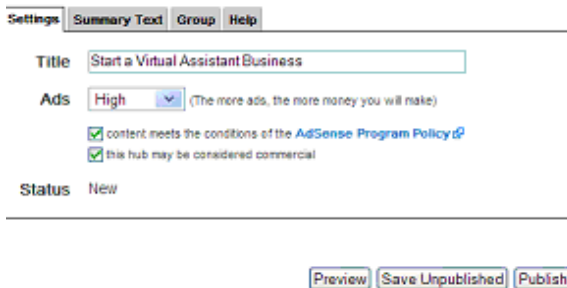 Settings Summary Text Group Help
Title Start a Virtual Assistant Business
Ads High (The more ads, the more money you will make)
content meets the conditions of the AdSense Program Policy
this hub may be considered commercial
Status New
Preview Save Unpublished Publish